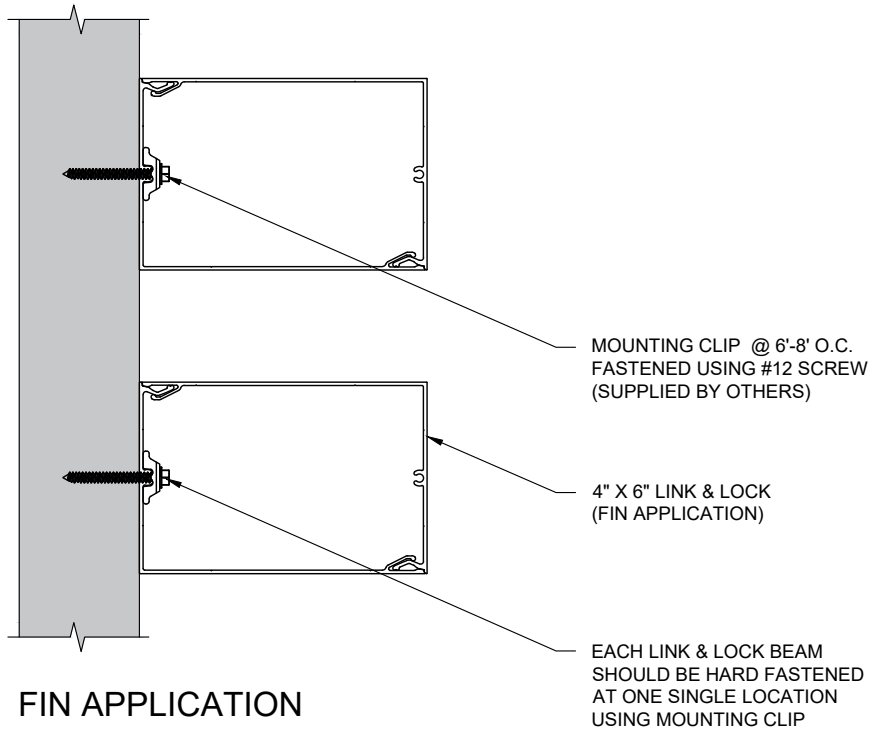 MOUNTING CLIP @ 6'-8' O.C.
FASTENED USING #12 SCREW
(SUPPLIED BY OTHERS)
4" X 6" LINK & LOCK
(FIN APPLICATION)
EACH LINK & LOCK BEAM
SHOULD BE HARD FASTENED
AT ONE SINGLE LOCATION
USING MOUNTING CLIP
FIN APPLICATION